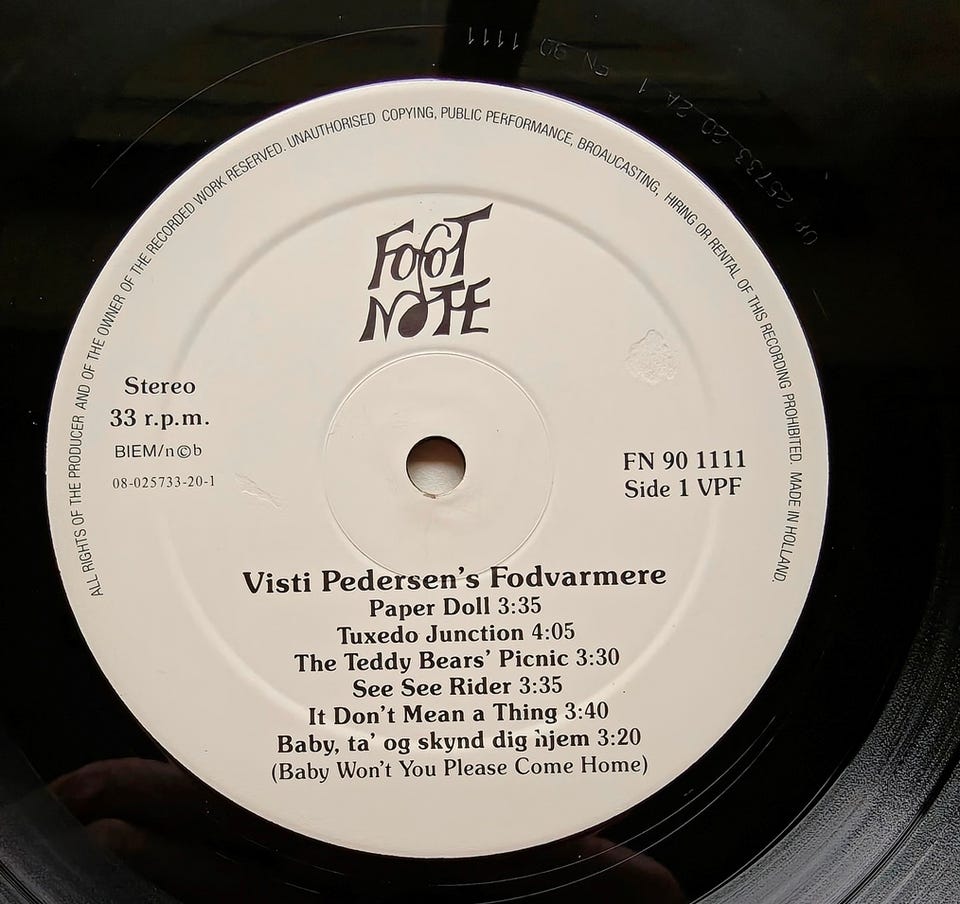 ALL RIGHTS OF THE PRODUCER AND OF THE OWNER OF THE RECORDED WORK RESERVED. UNAUTHORISED COPYING, PUBLIC PERFORMANCE, BROADCASTING, HIRING OR RENTAL OF THIS RECORDING PROHIBITED. MADE IN HOLLAND.
FOOT
NOTE
Stereo
33 r.p.m.
BIEM/n©b
08-025733-20-1
FN 90 1111
Side 1 VPF
Visti Pedersen's Fodvarmere
Paper Doll 3:35
Tuxedo Junction 4:05
The Teddy Bears' Picnic 3:30
See See Rider 3:35
It Don't Mean a Thing 3:40
Baby, ta' og skynd dig hjem 3:20
(Baby Won't You Please Come Home)
FN 90 1111